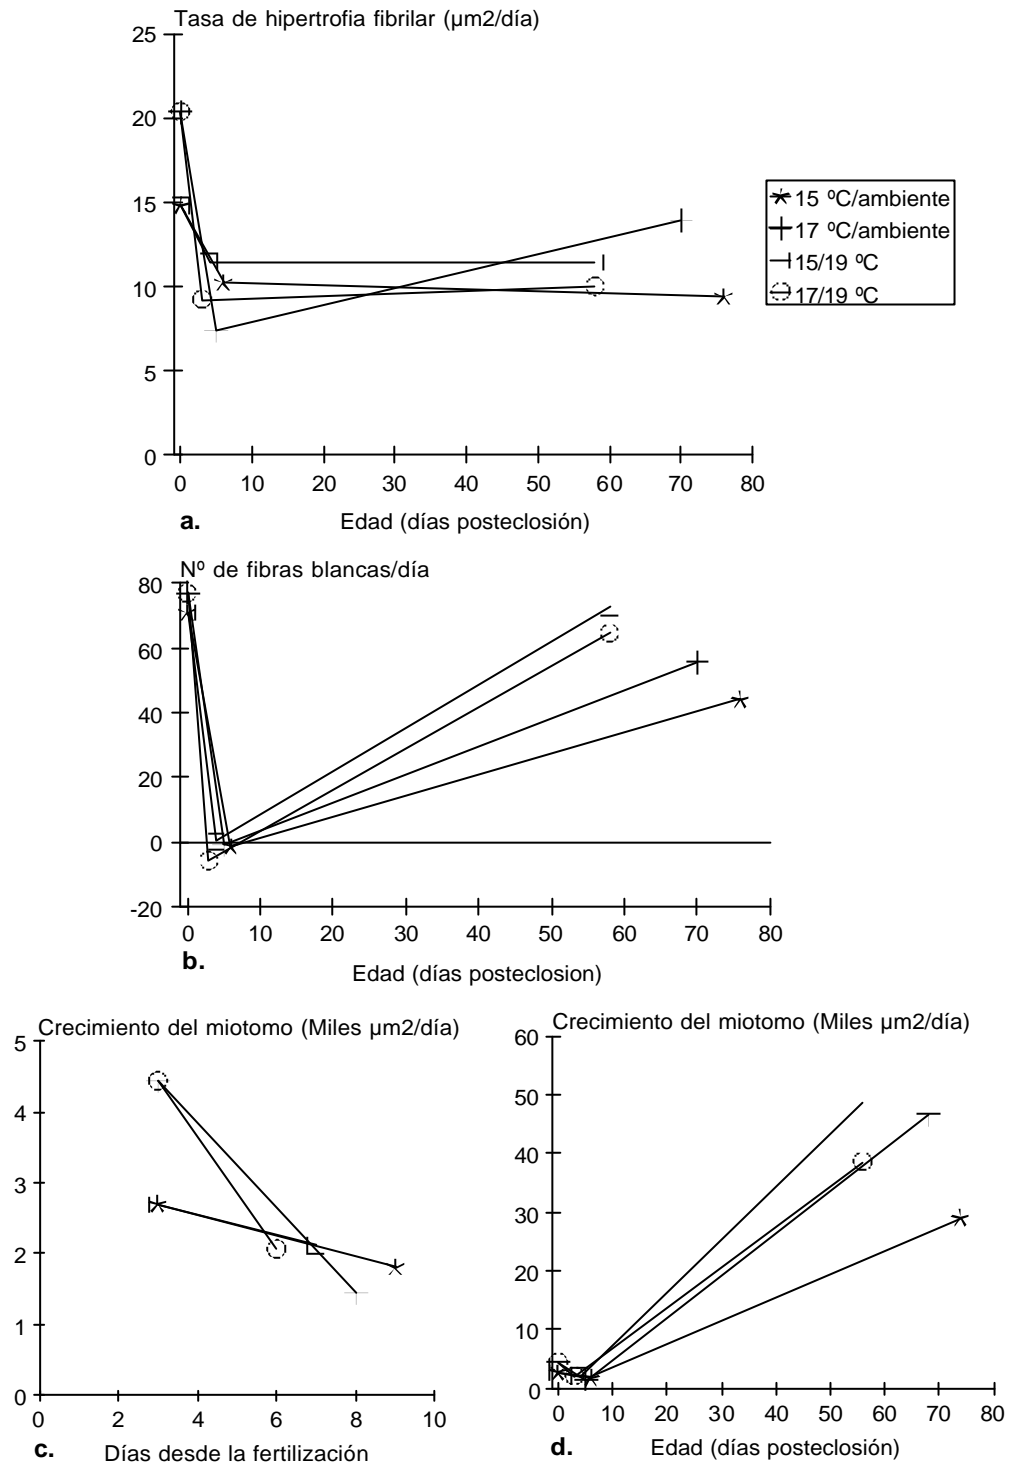 Tasa de hipertrofia fibrilar (µm2/día)
25
20
15
10
5
0
0 10 20 30 40 50 60 70 80
a.
Edad (días posteclosión)
15 ºC/ambiente
17 ºC/ambiente
15/19 ºC
17/19 ºC
Nº de fibras blancas/día
80
60
40
20
0
-20
0 10 20 30 40 50 60 70 80
b.
Edad (días posteclosion)
Crecimiento del miotomo (Miles µm2/día)
5
4
3
2
1
0
0 2 4 6 8 10
c.
Días desde la fertilización
Crecimiento del miotomo (Miles µm2/día)
60
50
40
30
20
10
0
0 10 20 30 40 50 60 70 80
d.
Edad (días posteclosión)